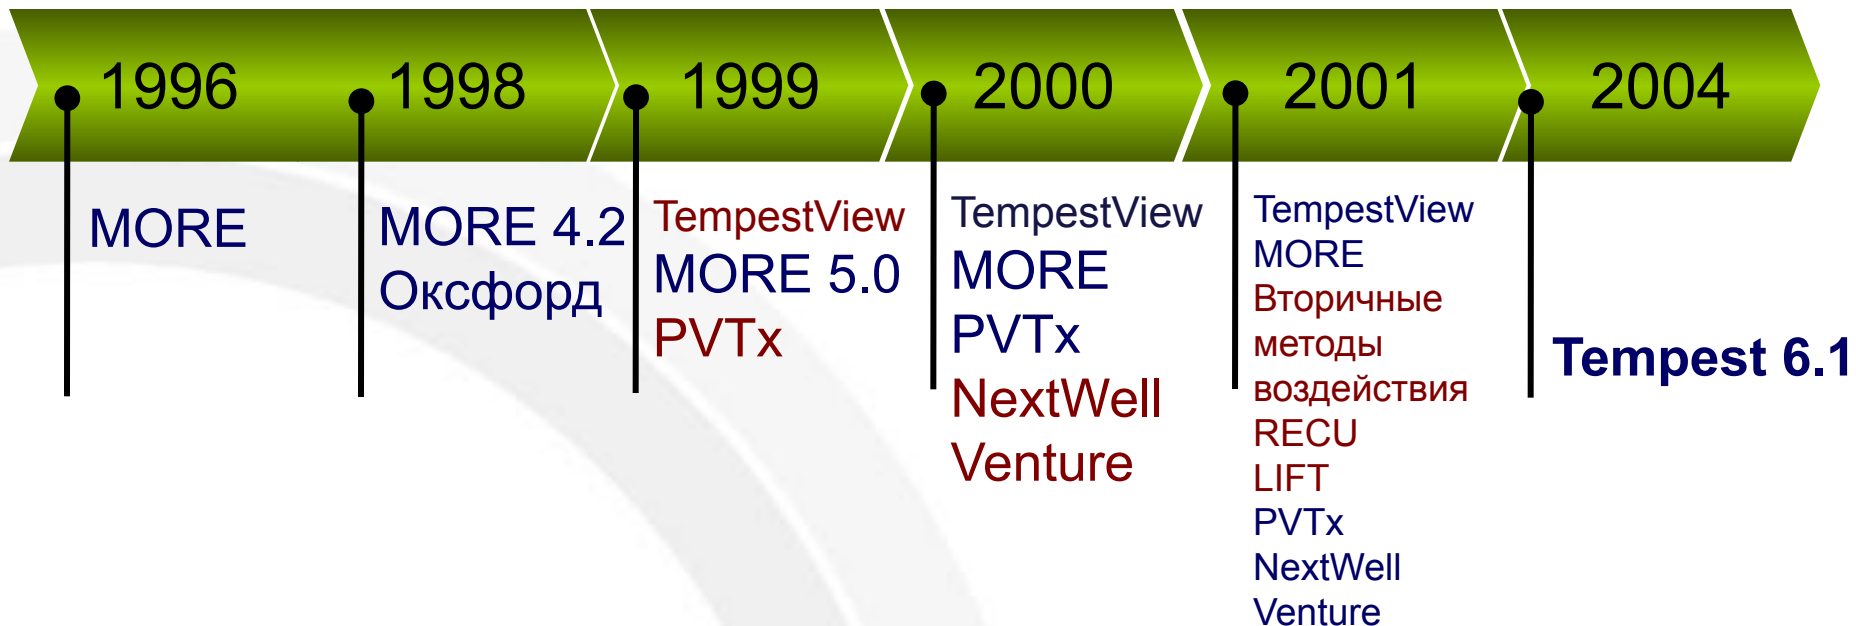 1996
1998
1999
2000
2001
2004
MORE
MORE 4.2
Оксфорд
TempestView
MORE 5.0
PVTx
TempestView
MORE
PVTx
NextWell
Venture
TempestView
MORE
Вторичные
методы
воздействия
RECU
LIFT
PVTx
NextWell
Venture
Tempest 6.1